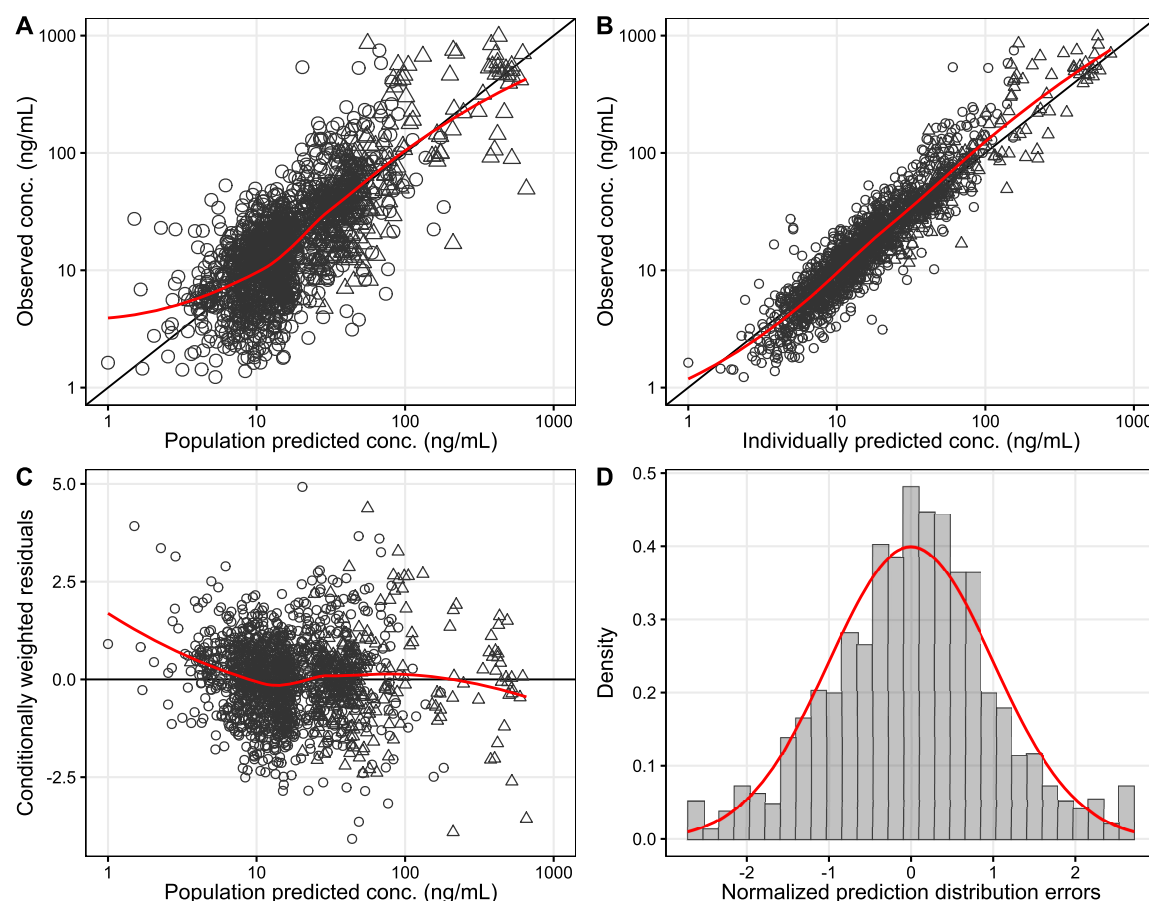 A
B
1000
100
10
1
Observed conc. (ng/mL)
1 10 100 1000
Population predicted conc. (ng/mL)
1000
100
10
1
Observed conc. (ng/mL)
1 10 100 1000
Individually predicted conc. (ng/mL)
C
D
5.0
2.5
0.0
-2.5
Conditionally weighted residuals
1 10 100 1000
Population predicted conc. (ng/mL)
0.5
0.4
0.3
0.2
0.1
0.0
Density
-2 -1 0 1 2
Normalized prediction distribution errors